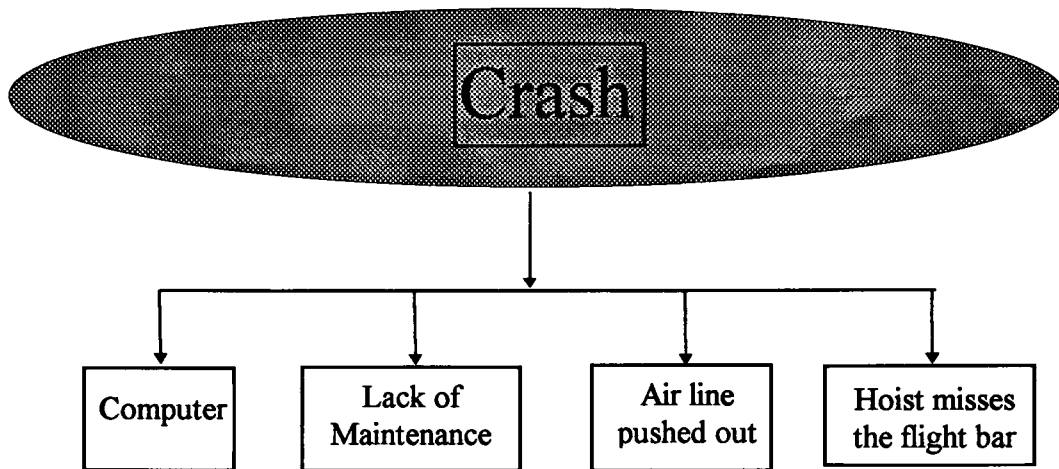 Crash
Computer
Lack of
Maintenance
Air line
pushed out
Hoist misses
the flight bar